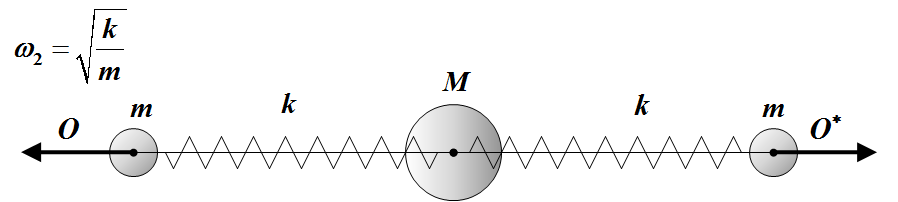 ω₂ = √(k/m)
M
m k k m
O O*